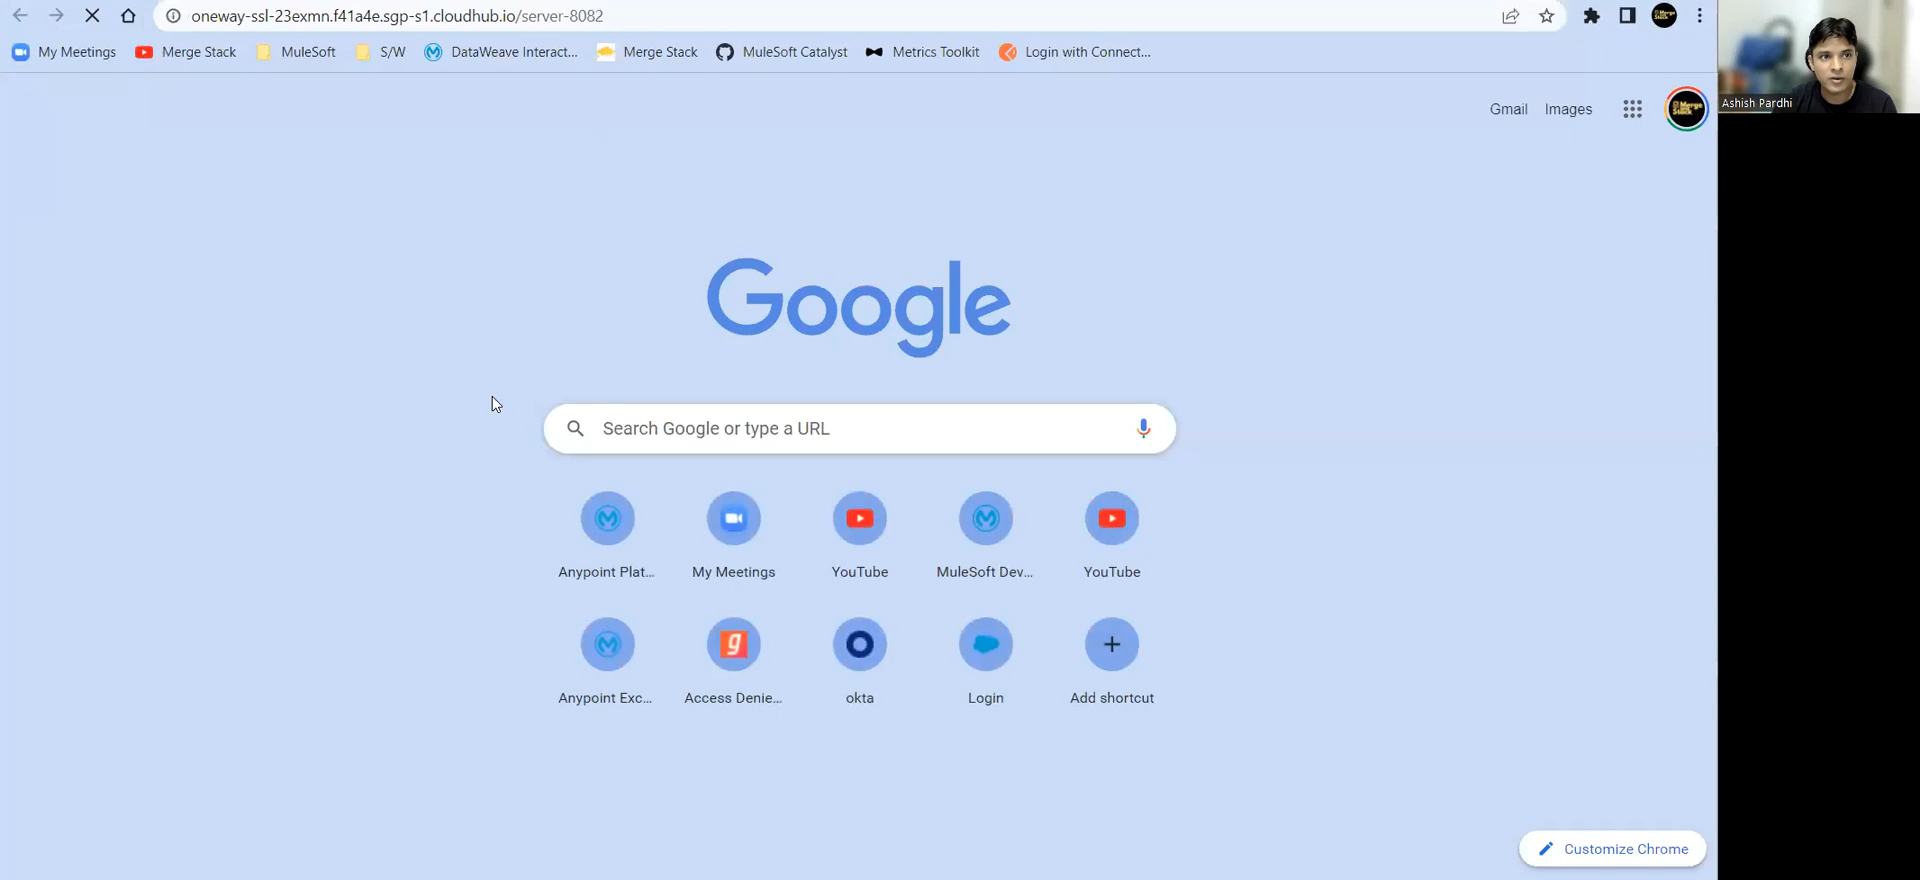 oneway-ssl-23exmn.f41a4e.sgp-s1.cloudhub.io/server-8082
My Meetings Merge Stack MuleSoft S/W DataWeave Interact... Merge Stack MuleSoft Catalyst Metrics Toolkit Login with Connect...
Ashish Pardhi
Gmail Images
Google
Search Google or type a URL
Anypoint Plat... My Meetings YouTube MuleSoft Dev... YouTube
Anypoint Exc... Access Denie... okta Login Add shortcut
Customize Chrome